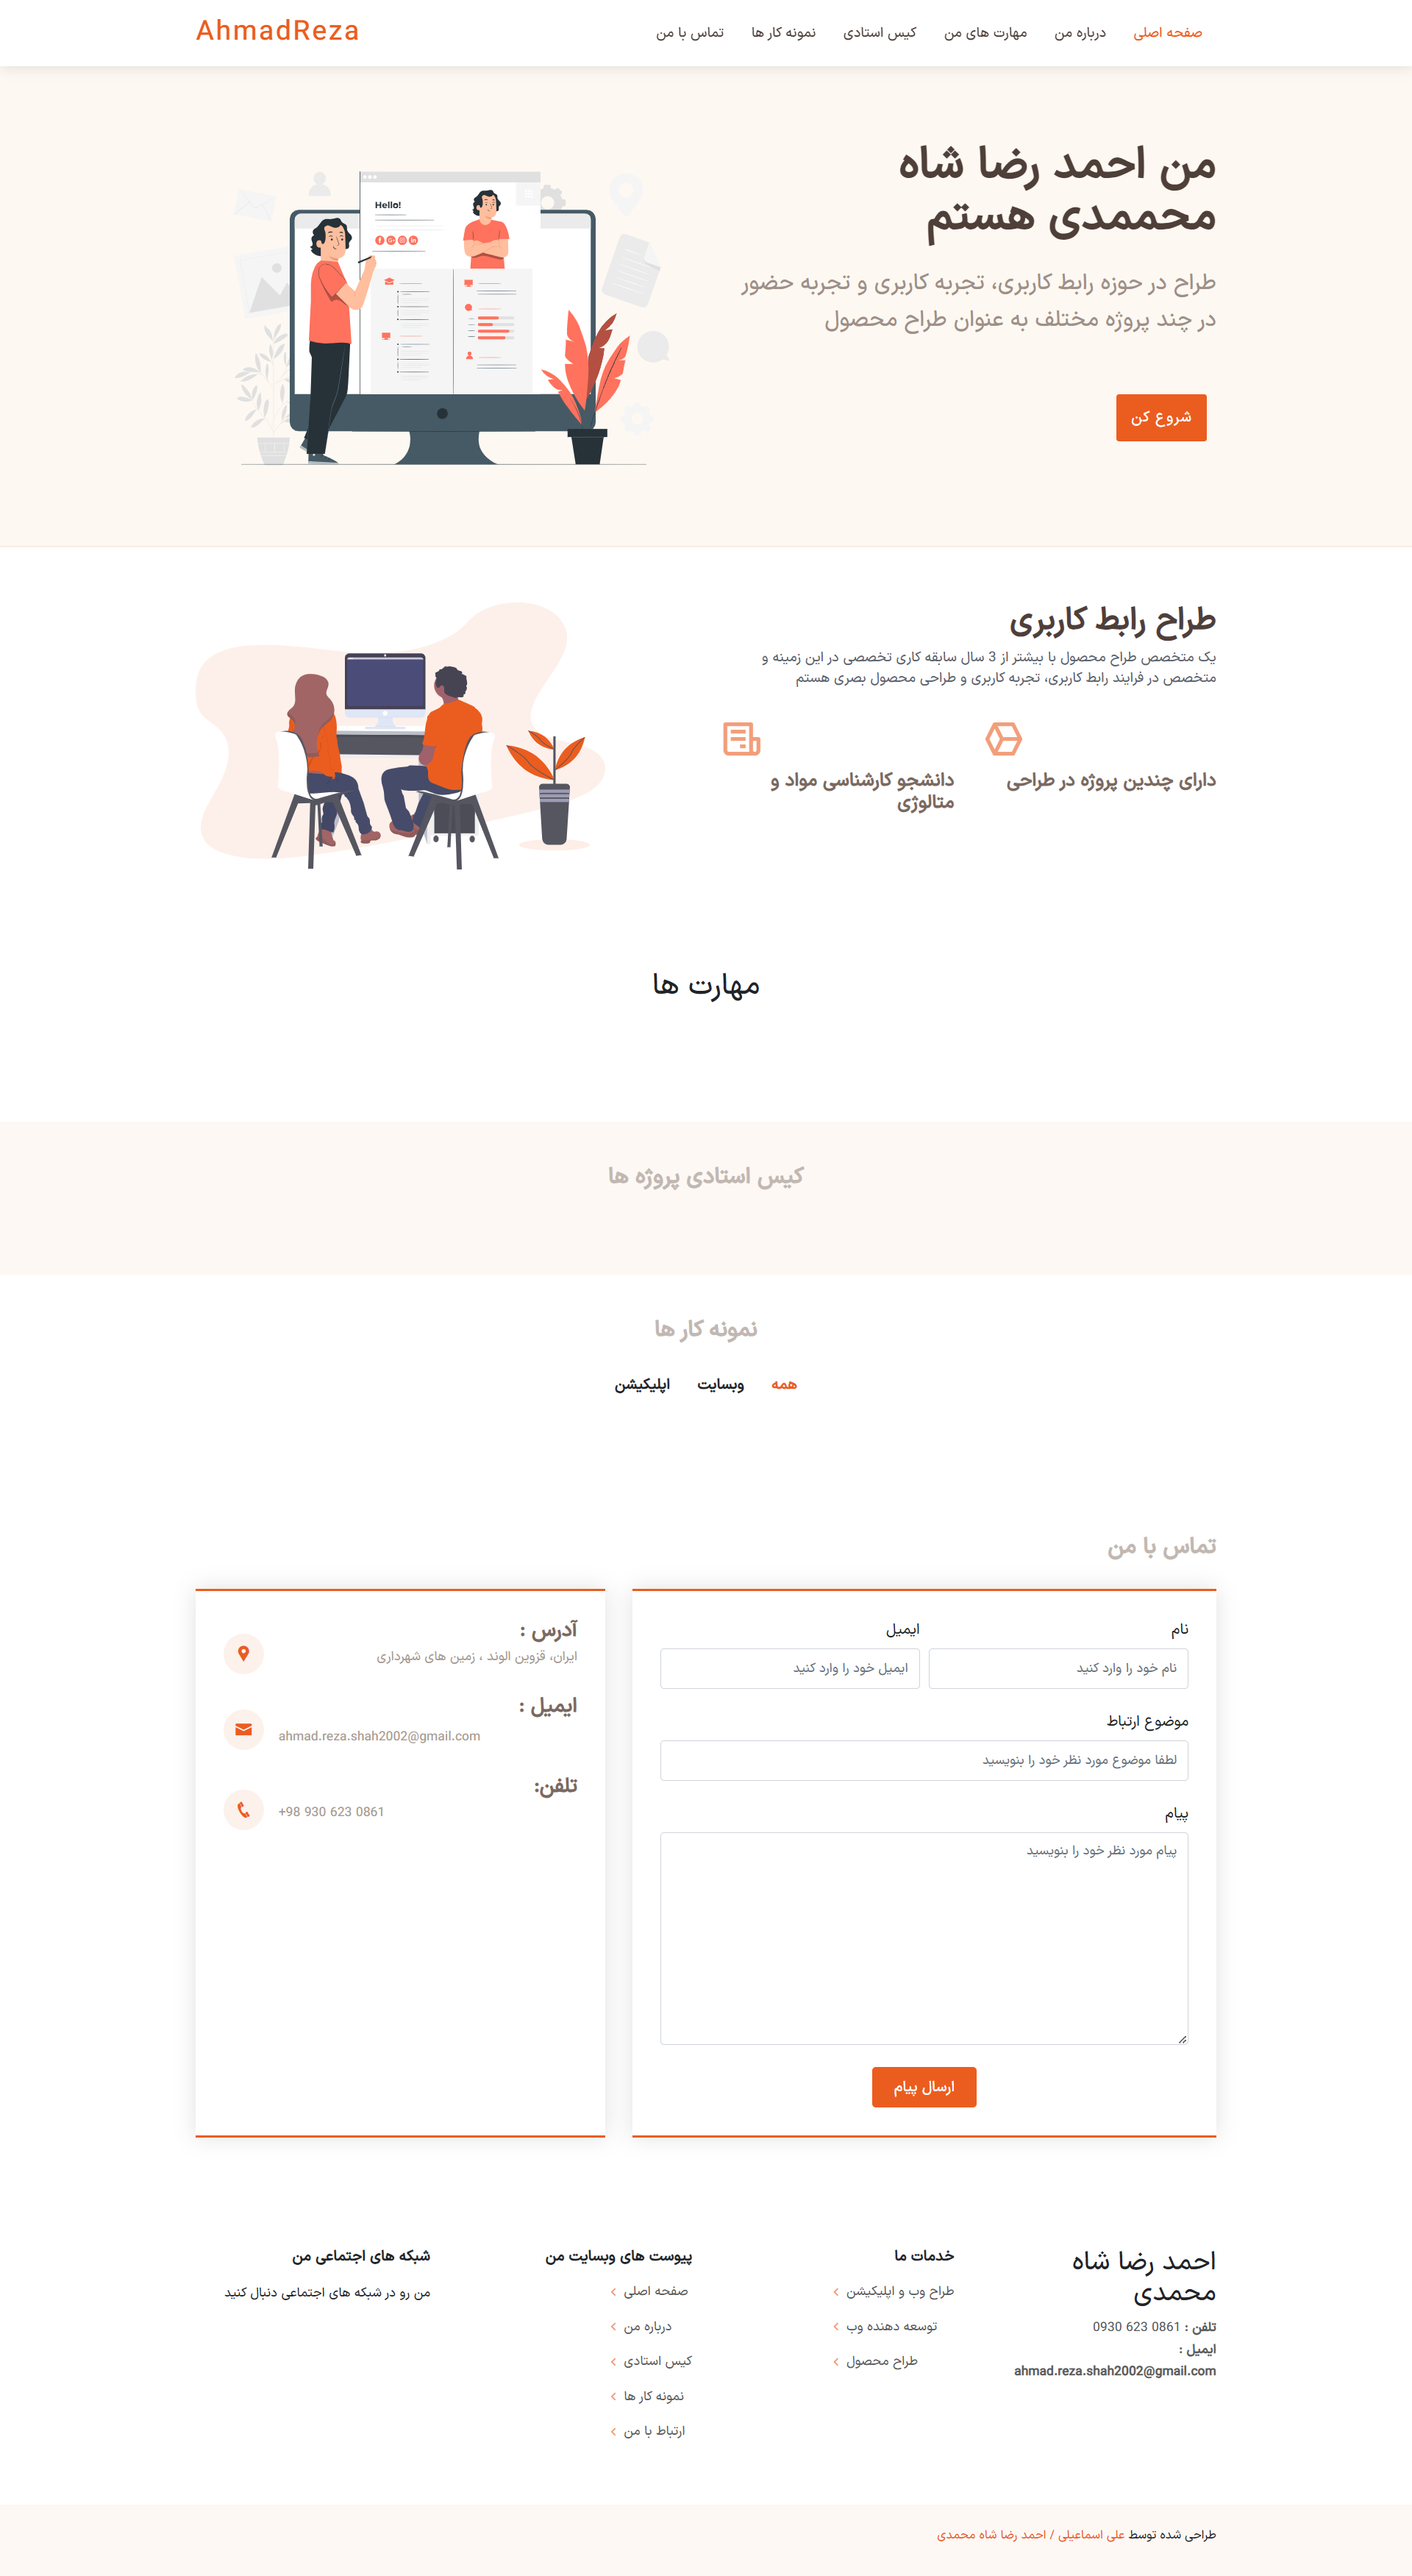 AhmadReza
صفحه اصلی
درباره من
مهارت های من
کیس استادی
نمونه کار ها
تماس با من
من احمد رضا شاه
محممدی هستم
طراح در حوزه رابط کاربری، تجربه کاربری و تجربه حضور
در چند پروژه مختلف به عنوان طراح محصول
شروع کن
Hello!
طراح رابط کاربری
یک متخصص طراح محصول با بیشتر از 3 سال سابقه کاری تخصصی در این زمینه و
متخصص در فرایند رابط کاربری، تجربه کاربری و طراحی محصول بصری هستم
دارای چندین پروژه در طراحی
دانشجو کارشناسی مواد و
متالوژی
مهارت ها
کیس استادی پروژه ها
نمونه کار ها
همه
وبسایت
اپلیکیشن
تماس با من
نام
ایمیل
نام خود را وارد کنید
ایمیل خود را وارد کنید
موضوع ارتباط
لطفا موضوع مورد نظر خود را بنویسید
پیام
پیام مورد نظر خود را بنویسید
ارسال پیام
آدرس :
ایران، قزوین الوند ، زمین های شهرداری
ایمیل :
ahmad.reza.shah2002@gmail.com
تلفن:
+98 930 623 0861
احمد رضا شاه
محمدی
تلفن : 0930 623 0861
ایمیل :
ahmad.reza.shah2002@gmail.com
خدمات ما
طراح وب و اپلیکیشن
توسعه دهنده وب
طراح محصول
پیوست های وبسایت من
صفحه اصلی
درباره من
کیس استادی
نمونه کار ها
ارتباط با من
شبکه های اجتماعی من
من رو در شبکه های اجتماعی دنبال کنید
طراحی شده توسط علی اسماعیلی / احمد رضا شاه محمدی